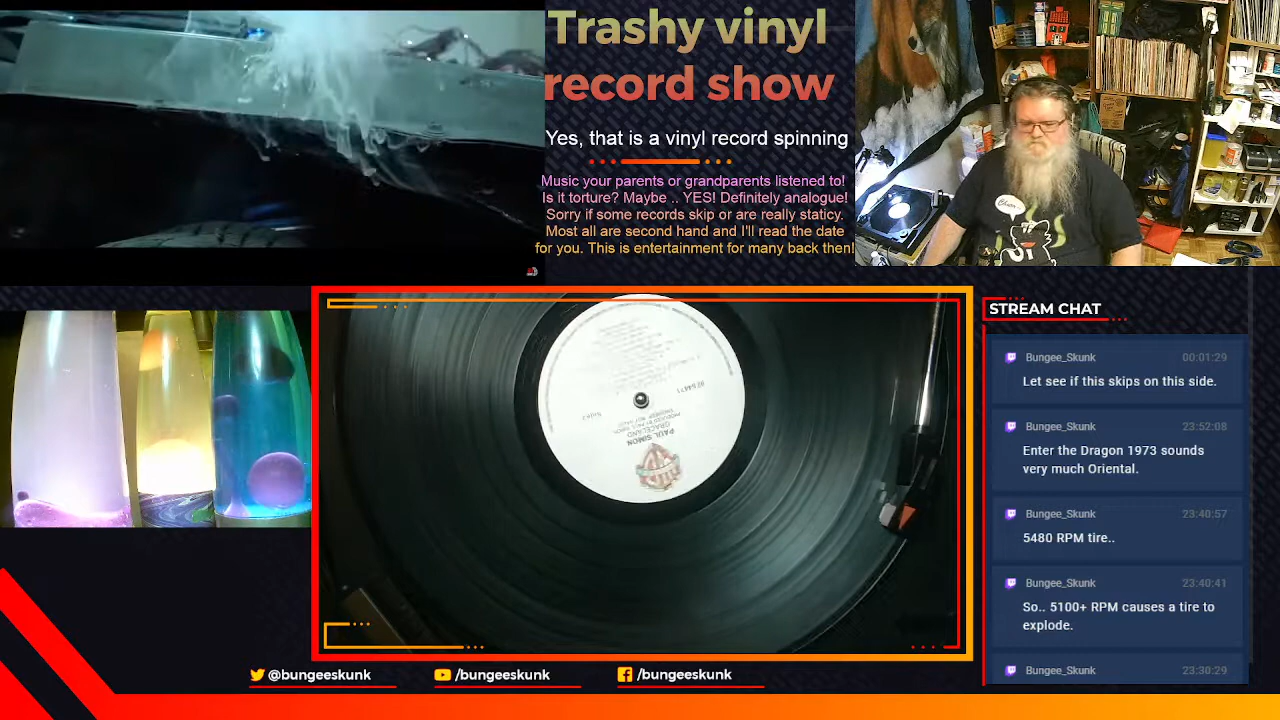 Trashy vinyl
record show
Yes, that is a vinyl record spinning
Music your parents or grandparents listened to!
Is it torture? Maybe .. YES! Definitely analogue!
Sorry if some records skip or are really staticy.
Most all are second hand and I'll read the date
for you. This is entertainment for many back then!
STREAM CHAT
Bungee_Skunk 00:01:29
Let see if this skips on this side.
Bungee_Skunk 23:52:08
Enter the Dragon 1973 sounds
very much Oriental.
Bungee_Skunk 23:40:57
5480 RPM tire..
Bungee_Skunk 23:40:41
So.. 5100+ RPM causes a tire to
explode.
Bungee_Skunk 23:30:29
PAUL SIMON
GRACELAND
@bungeeskunk
/bungeeskunk
/bungeeskunk